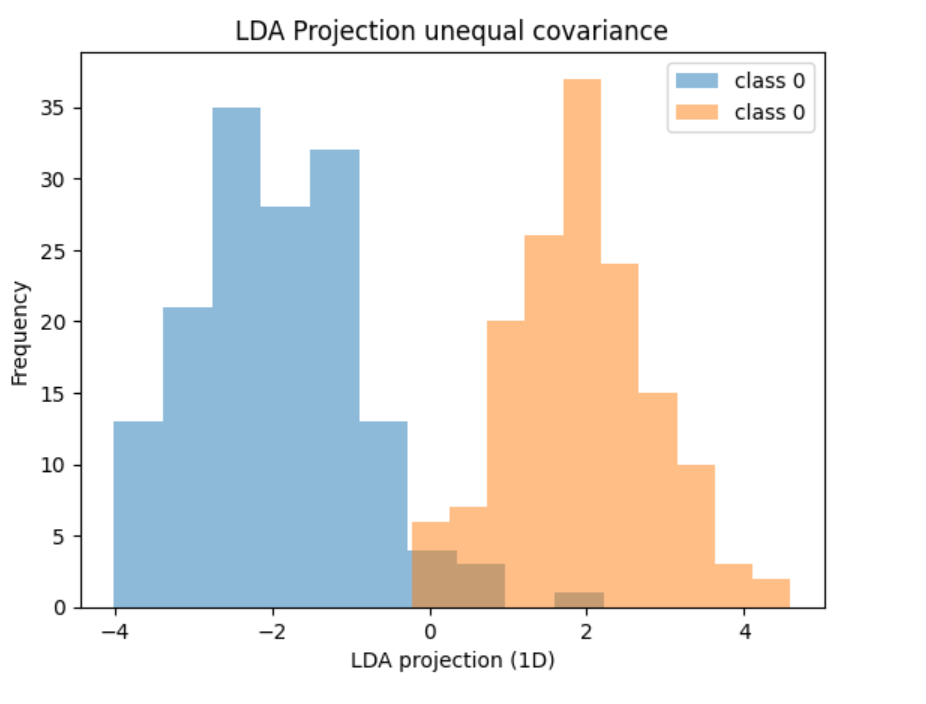 LDA Projection unequal covariance
class 0
class 0
35
30
25
20
15
10
5
0
Frequency
−4 −2 0 2 4
LDA projection (1D)